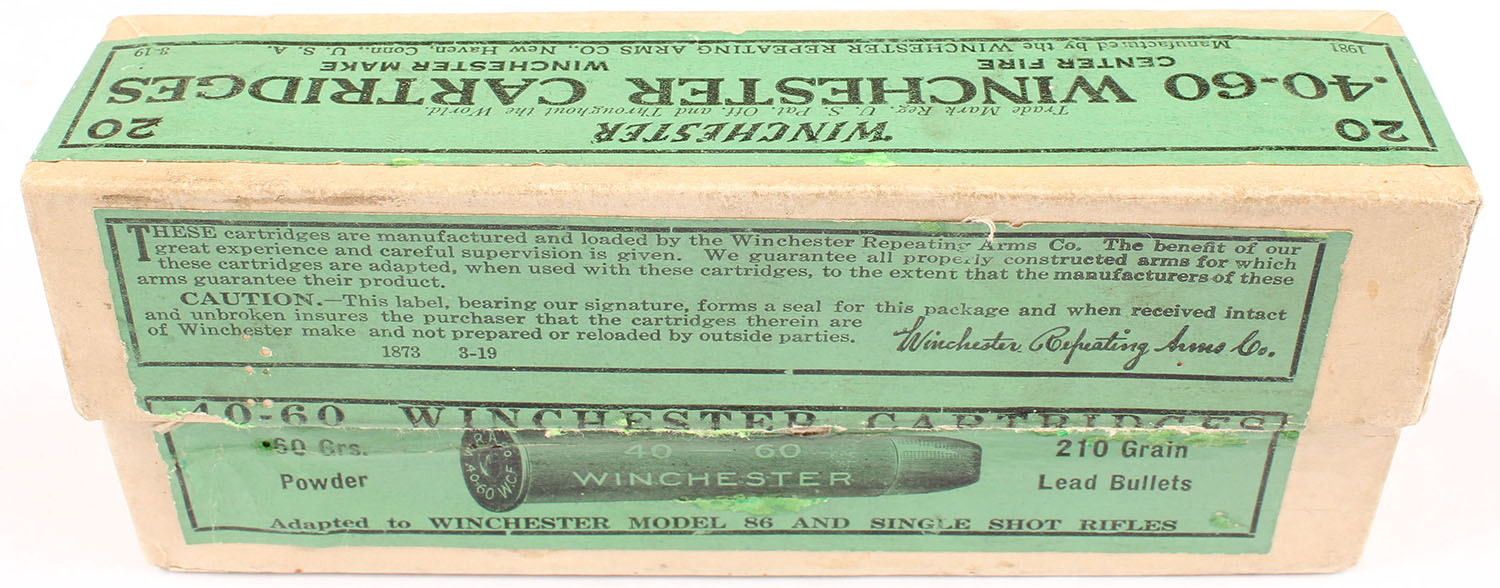 20 WINCHESTER 20
Trade Mark Reg. U. S. Pat. Off. and Throughout the World.
.40-60 WINCHESTER CARTRIDGES
CENTER FIRE WINCHESTER MAKE
Manufactured by the WINCHESTER REPEATING ARMS CO., New Haven, Conn., U. S. A.
3-19
THESE cartridges are manufactured and loaded by the Winchester Repeating Arms Co. The benefit of our
great experience and careful supervision is given. We guarantee all properly constructed arms for which
these cartridges are adapted, when used with these cartridges, to the extent that the manufacturers of these
arms guarantee their product.
CAUTION.—This label, bearing our signature, forms a seal for this package and when received intact
and unbroken insures the purchaser that the cartridges therein are
of Winchester make and not prepared or reloaded by outside parties.
Winchester Repeating Arms Co.
1873 3-19
40-60 WINCHESTER CARTRIDGES
60 Grs.
Powder
W.R.A.Co.
40-60 W.C.F.
40 60
WINCHESTER
210 Grain
Lead Bullets
Adapted to WINCHESTER MODEL 86 AND SINGLE SHOT RIFLES